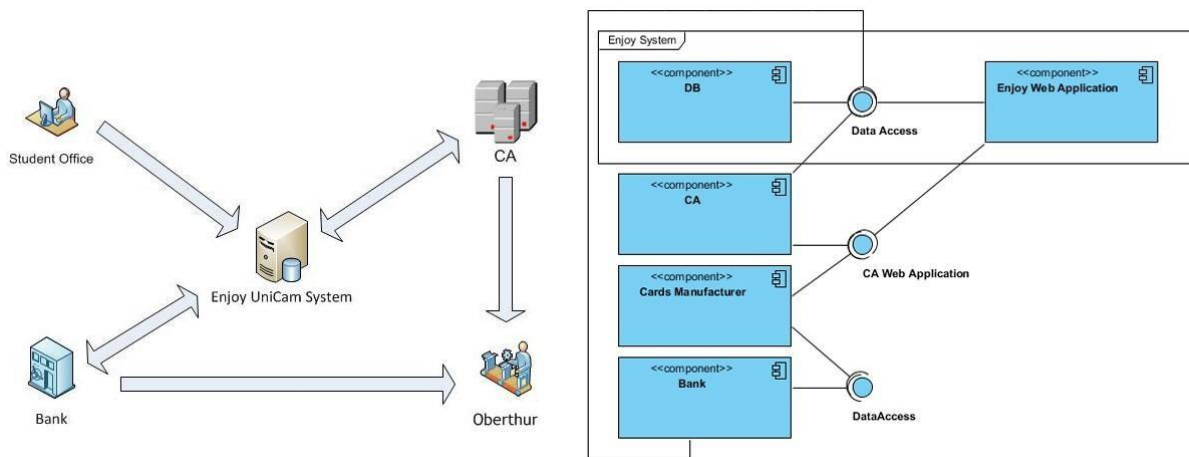 Student Office
CA
Enjoy UniCam System
Bank
Oberthur
Enjoy System
<<component>>
DB
Data Access
<<component>>
Enjoy Web Application
<<component>>
CA
CA Web Application
<<component>>
Cards Manufacturer
<<component>>
Bank
DataAccess